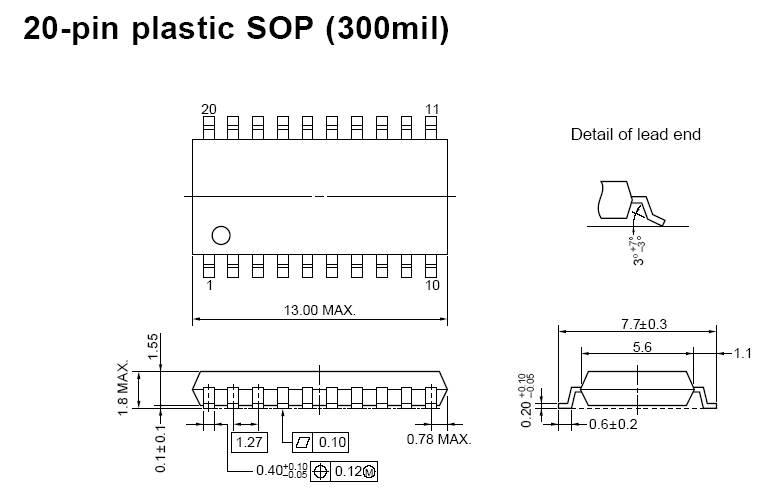 20-pin plastic SOP (300mil)
20 11
Detail of lead end
3°+7°−3°
1 10
13.00 MAX.
7.7±0.3
5.6
1.1
1.55
1.8 MAX.
0.20 +0.10 −0.05
0.6±0.2
0.1±0.1
1.27
0.10
0.78 MAX.
0.40+0.10−0.05 ⌖ 0.12 Ⓜ